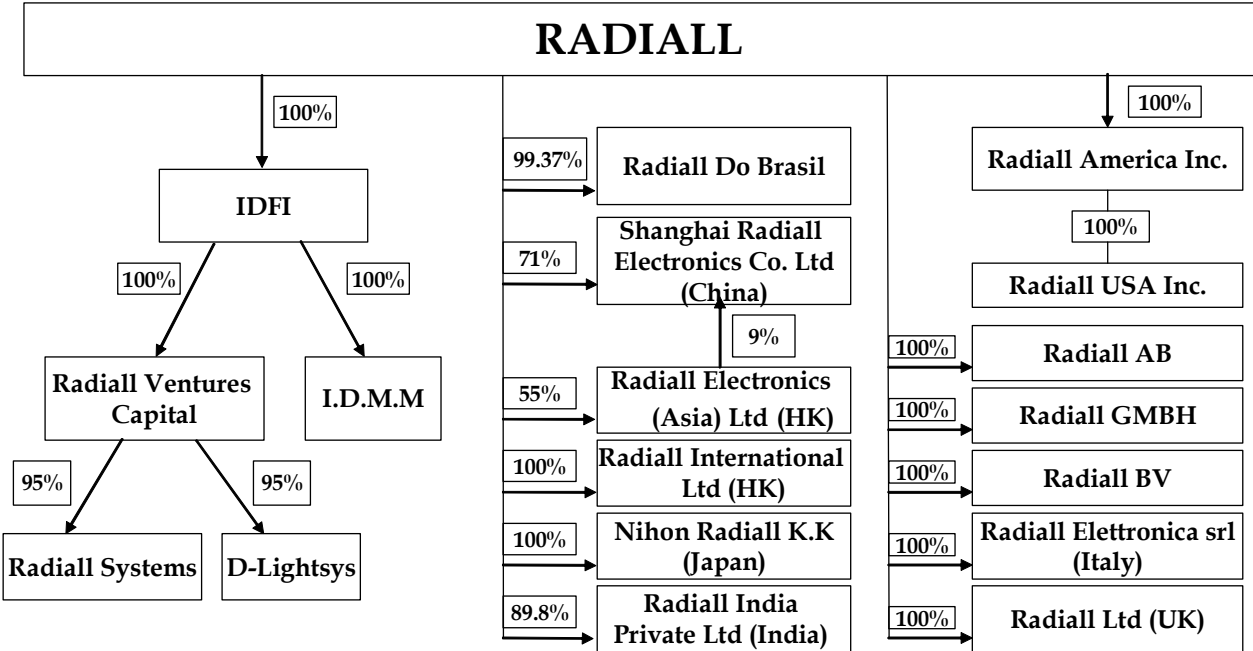 RADIALL
100%
IDFI
100%
100%
Radiall Ventures
Capital
I.D.M.M
95%
95%
Radiall Systems
D-Lightsys
99.37%
Radiall Do Brasil
71%
Shanghai Radiall
Electronics Co. Ltd
(China)
9%
55%
Radiall Electronics
(Asia) Ltd (HK)
100%
Radiall International
Ltd (HK)
100%
Nihon Radiall K.K
(Japan)
89.8%
Radiall India
Private Ltd (India)
100%
Radiall America Inc.
100%
Radiall USA Inc.
100%
Radiall AB
100%
Radiall GMBH
100%
Radiall BV
100%
Radiall Elettronica srl
(Italy)
100%
Radiall Ltd (UK)